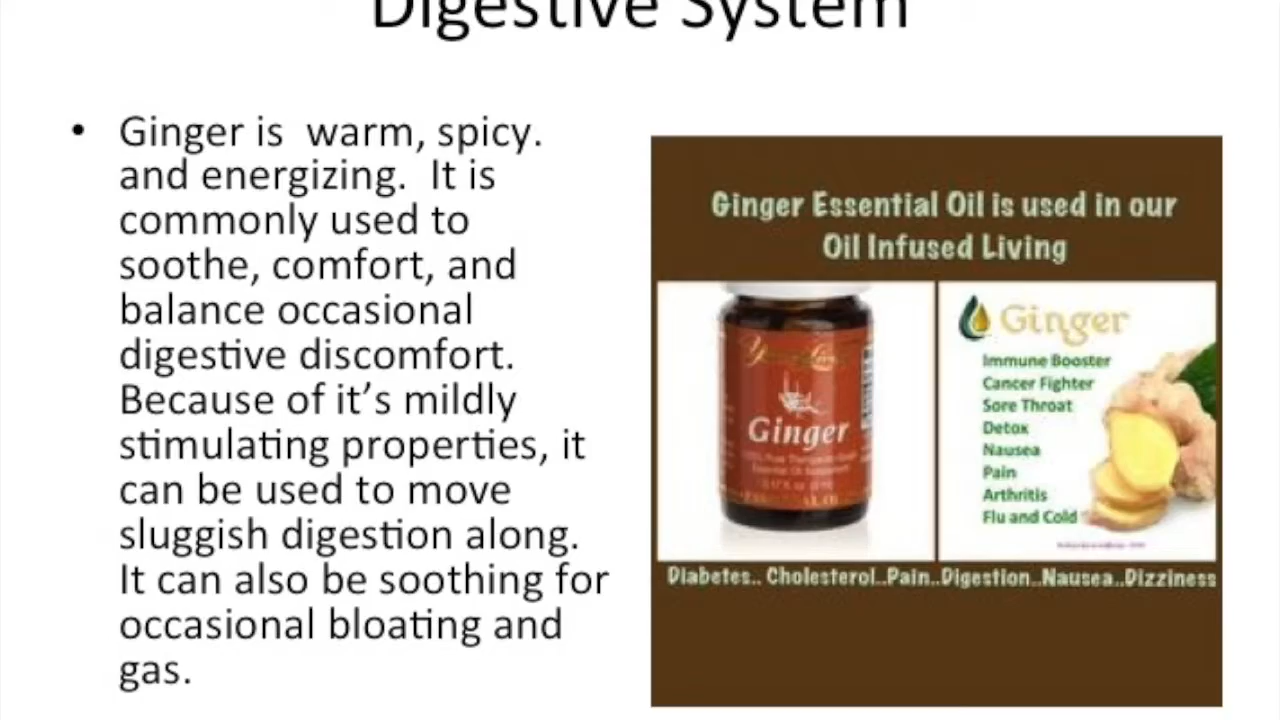 Digestive System
• Ginger is  warm, spicy.
and energizing.  It is
commonly used to
soothe, comfort, and
balance occasional
digestive discomfort.
Because of it’s mildly
stimulating properties, it
can be used to move
sluggish digestion along.
It can also be soothing for
occasional bloating and
gas.
Ginger Essential Oil is used in our
Oil Infused Living
Young Living
Ginger
Essential Oil
Ginger
Immune Booster
Cancer Fighter
Sore Throat
Detox
Nausea
Pain
Arthritis
Flu and Cold
Diabetes.. Cholesterol..Pain..Digestion..Nausea..Dizziness